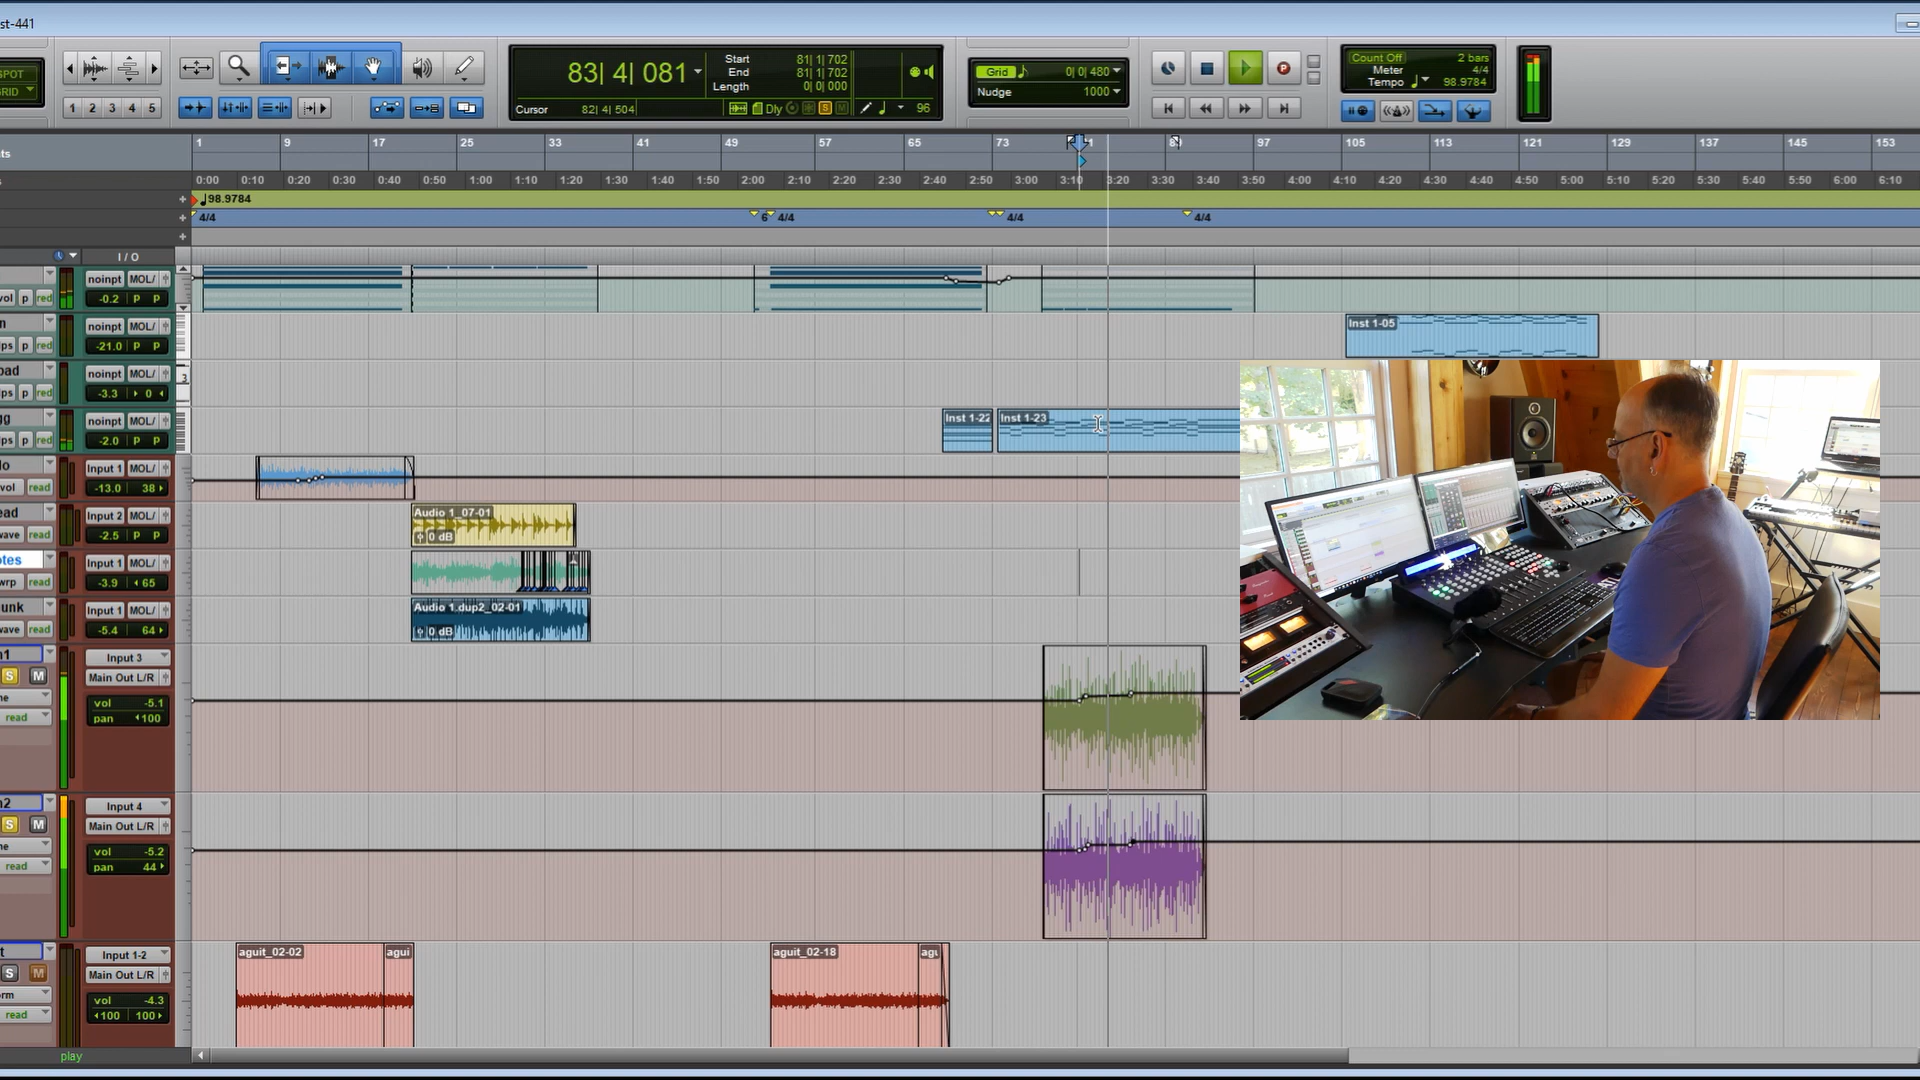 st-441
SPOT
GRID
1 2 3 4 5
83| 4| 081
Start 81| 1| 702
End 81| 1| 702
Length 0| 0| 000
Cursor 82| 4| 504
Dly S M 96
Grid 0| 0| 480
Nudge 1000
Count Off 2 bars
Meter 4/4
Tempo 98.9784
ts 1 9 17 25 33 41 49 57 65 73 89 97 105 113 121 129 137 145 153
s 0:00 0:10 0:20 0:30 0:40 0:50 1:00 1:10 1:20 1:30 1:40 1:50 2:00 2:10 2:20 2:30 2:40 2:50 3:00 3:10 3:20 3:30 3:40 3:50 4:00 4:10 4:20 4:30 4:40 4:50 5:00 5:10 5:20 5:30 5:40 5:50 6:00 6:10
98.9784
4/4 6 4/4 4/4 4/4
I / O
noinpt MOL/
vol p red -0.2 P P
n noinpt MOL/ Inst 1-05
ps p red -21.0 P P
oad noinpt MOL/ 3
ps p red -3.3 0
gg noinpt MOL/ Inst 1-22 Inst 1-23
ps p red -2.0 P P
lo Input 1 MOL/
vol read -13.0 38
ead Input 2 MOL/ Audio 1_07-01
wave read -2.5 P P 0 dB
otes Input 1 MOL/
wrp read -3.9 65
unk Input 1 MOL/ Audio 1.dup2_02-01
wave read -5.4 64 0 dB
n1 Input 3
S M Main Out L/R
ne vol -5.1
read pan 100
n2 Input 4
S M Main Out L/R
ne vol -5.2
read pan 44
t Input 1-2 aguit_02-02 agui aguit_02-18 agu
S M Main Out L/R
rm vol -4.3
read 100 100
play